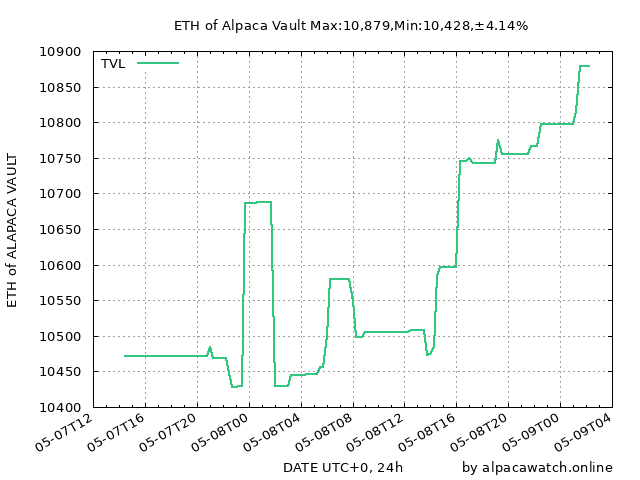 ETH of Alpaca Vault Max:10,879,Min:10,428,±4.14%
TVL
ETH of ALAPACA VAULT
10900
10850
10800
10750
10700
10650
10600
10550
10500
10450
10400
05-07T12
05-07T16
05-07T20
05-08T00
05-08T04
05-08T08
05-08T12
05-08T16
05-08T20
05-09T00
05-09T04
DATE UTC+0, 24h
by alpacawatch.online